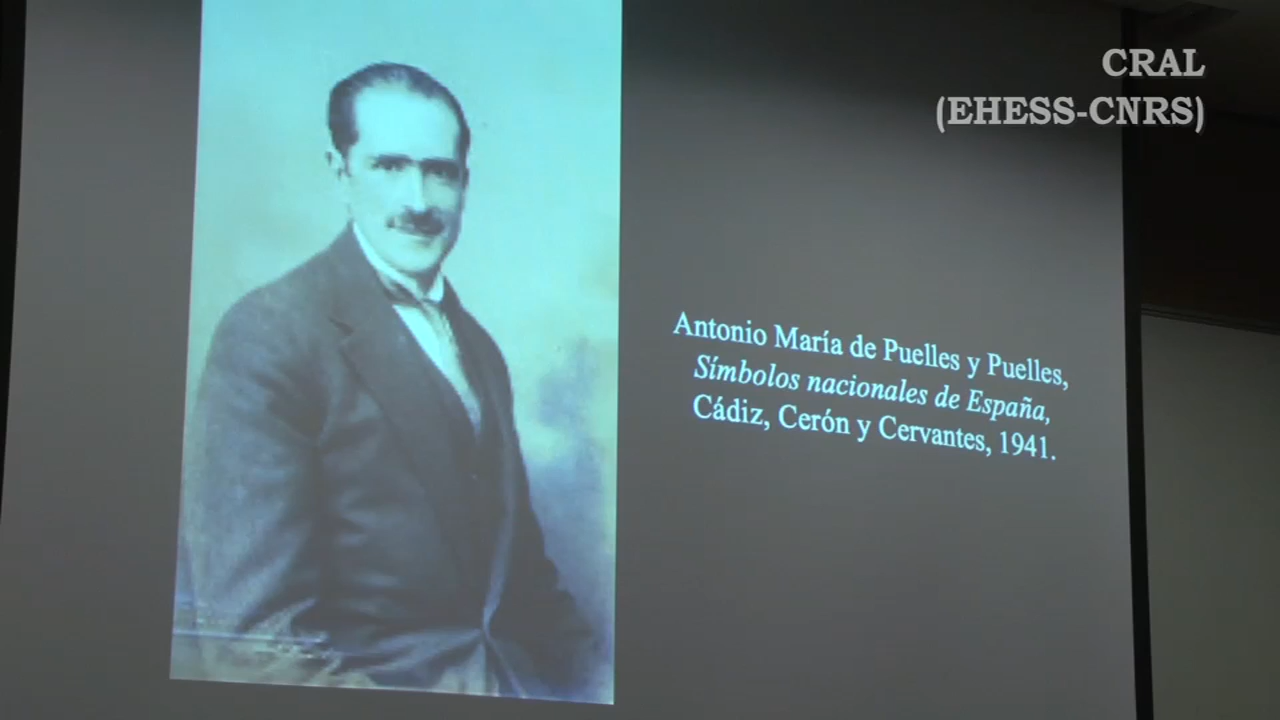 CRAL
(EHESS-CNRS)
Antonio María de Puelles y Puelles,
Símbolos nacionales de España,
Cádiz, Cerón y Cervantes, 1941.